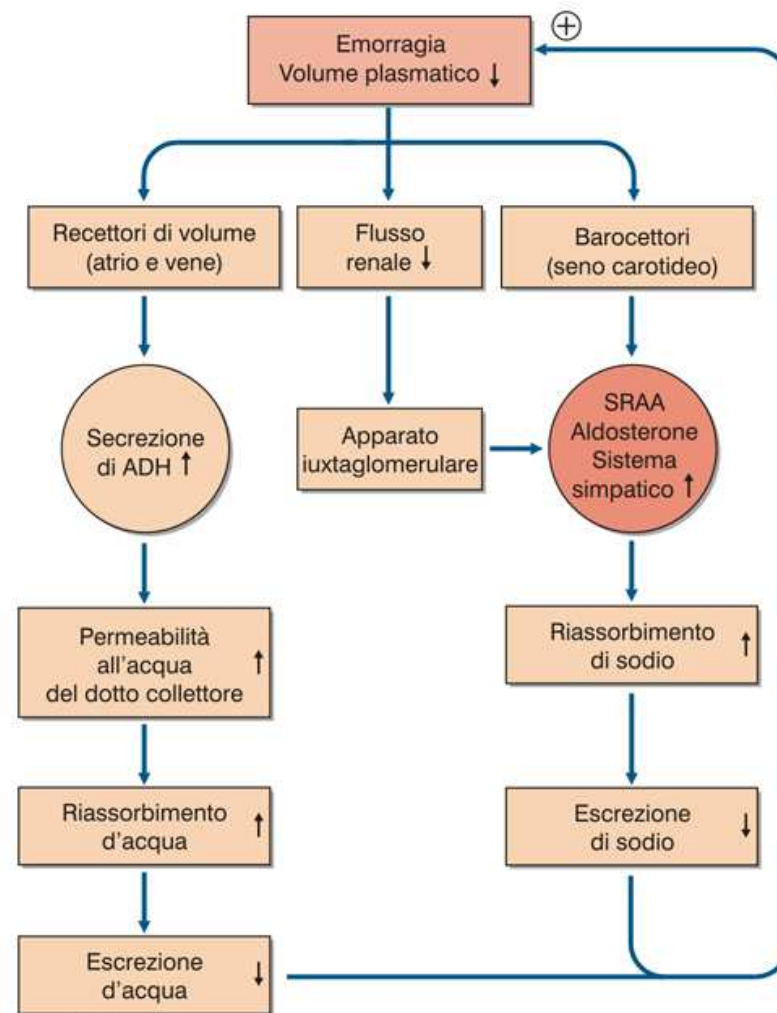 Emorragia
Volume plasmatico ↓
⊕
Recettori di volume
(atrio e vene)
Flusso
renale ↓
Barocettori
(seno carotideo)
Secrezione
di ADH ↑
Apparato
iuxtaglomerulare
SRAA
Aldosterone
Sistema
simpatico ↑
Permeabilità
all'acqua
del dotto collettore
↑
Riassorbimento
di sodio
↑
Riassorbimento
d'acqua
↑
Escrezione
di sodio
↓
Escrezione
d'acqua
↓